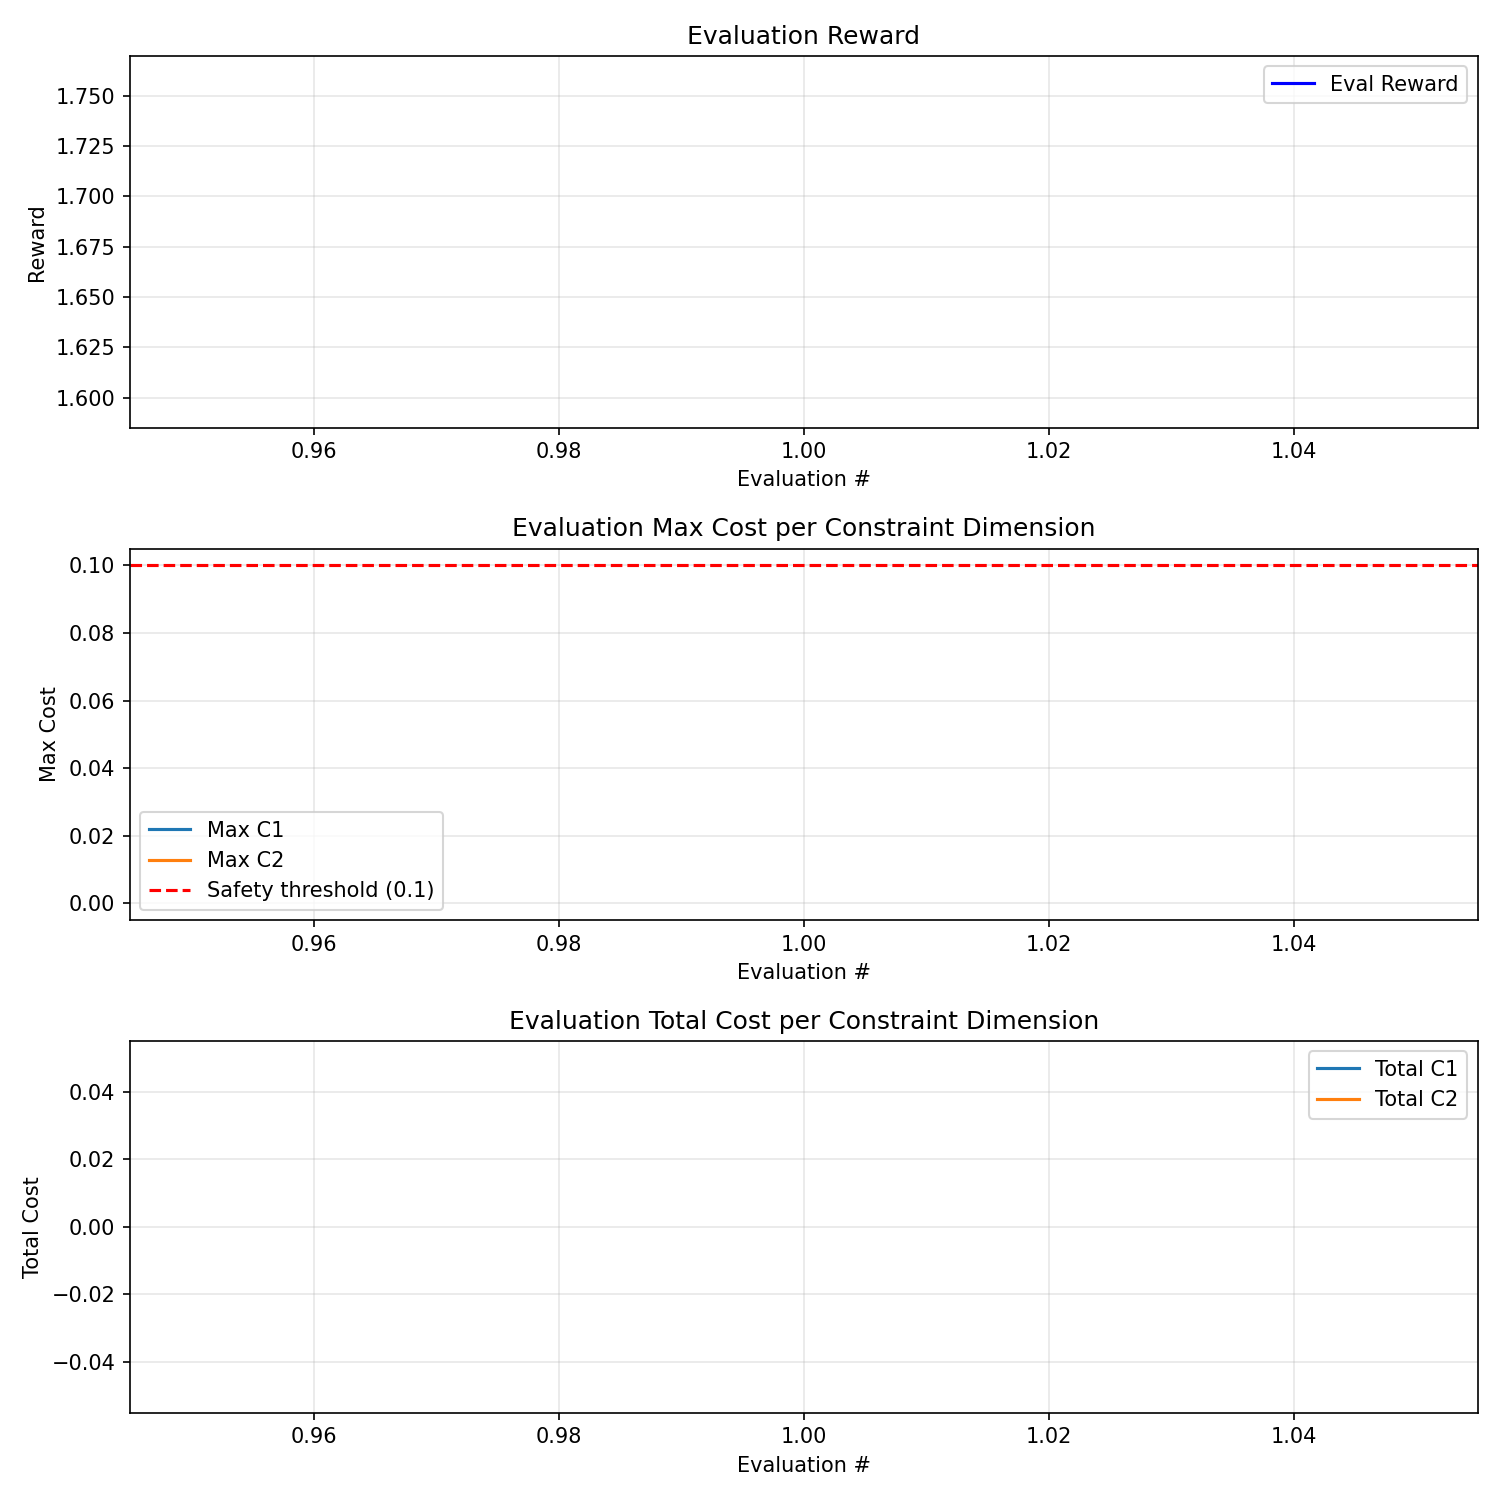 Evaluation Reward
Eval Reward
1.750
1.725
1.700
1.675
1.650
1.625
1.600
Reward
0.96 0.98 1.00 1.02 1.04
Evaluation #
Evaluation Max Cost per Constraint Dimension
0.10
0.08
0.06
0.04
0.02
0.00
Max Cost
Max C1
Max C2
Safety threshold (0.1)
0.96 0.98 1.00 1.02 1.04
Evaluation #
Evaluation Total Cost per Constraint Dimension
Total C1
Total C2
0.04
0.02
0.00
−0.02
−0.04
Total Cost
0.96 0.98 1.00 1.02 1.04
Evaluation #